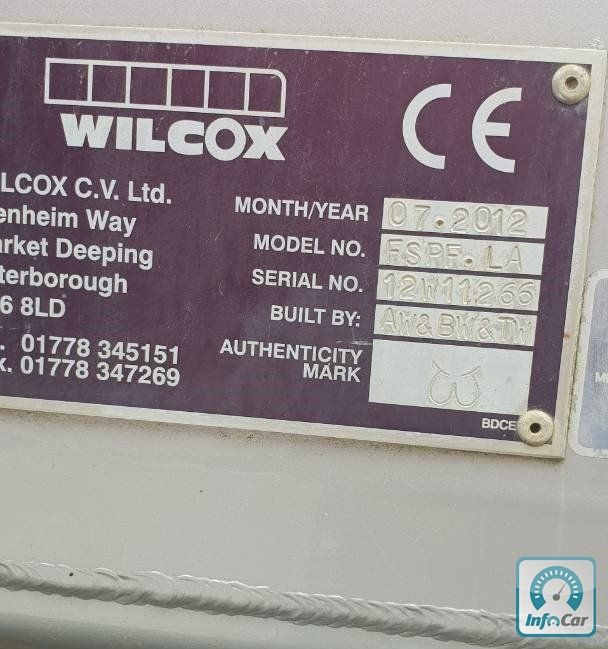 WILCOX
CE
LCOX C.V. Ltd.
enheim Way
arket Deeping
terborough
6 8LD
. 01778 345151
x. 01778 347269
MONTH/YEAR 07.2012
MODEL NO. FSPF.LA
SERIAL NO. 12W11266
BUILT BY: AW&BW&TW
AUTHENTICITY
MARK
BDCE
InfoCar